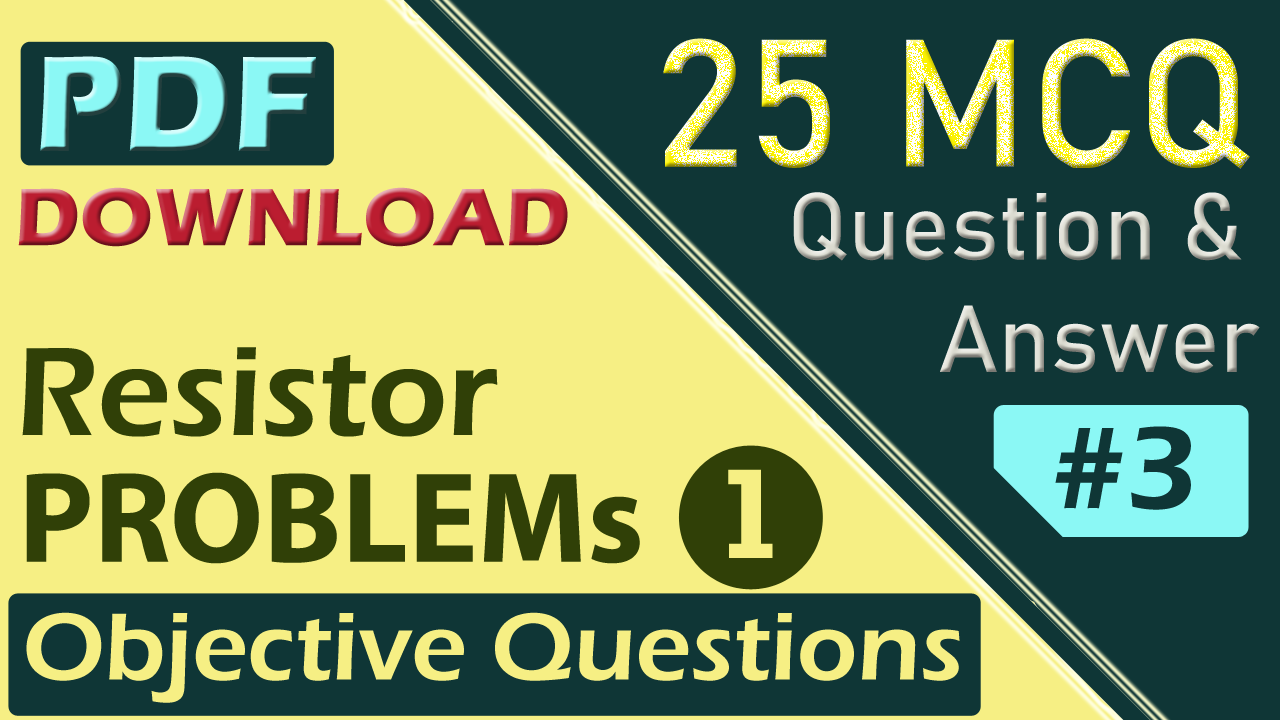 PDF
DOWNLOAD
25 MCQ
Question &
Answer
#3
Resistor
PROBLEMs 1
Objective Questions